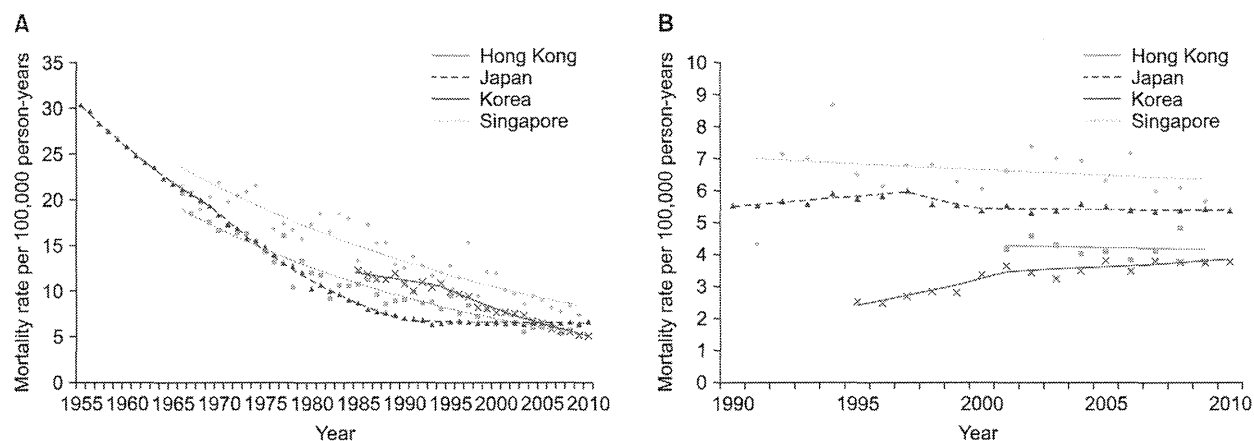 A
Mortality rate per 100,000 person-years
35
30
25
20
15
10
5
0
Hong Kong
Japan
Korea
Singapore
1955 1960 1965 1970 1975 1980 1985 1990 1995 2000 2005 2010
Year
B
Mortality rate per 100,000 person-years
10
9
8
7
6
5
4
3
2
1
0
Hong Kong
Japan
Korea
Singapore
1990 1995 2000 2005 2010
Year